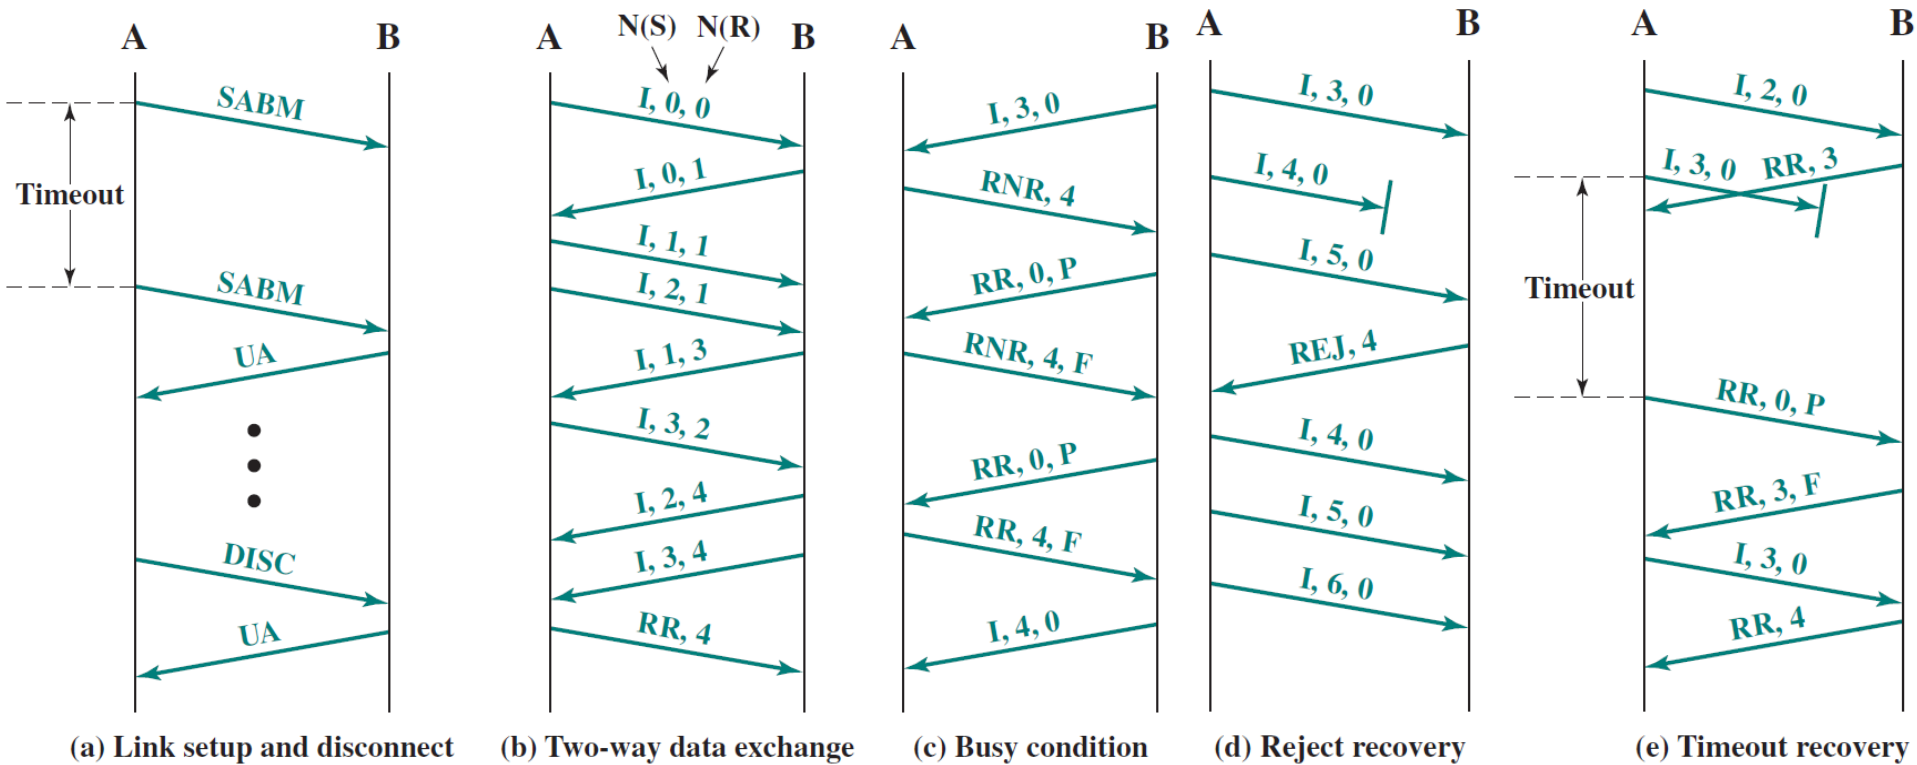 A B
SABM
Timeout
SABM
UA
DISC
UA
(a) Link setup and disconnect
N(S) N(R)
A B
I, 0, 0
I, 0, 1
I, 1, 1
I, 2, 1
I, 1, 3
I, 3, 2
I, 2, 4
I, 3, 4
RR, 4
(b) Two-way data exchange
A B
I, 3, 0
RNR, 4
RR, 0, P
RNR, 4, F
RR, 0, P
RR, 4, F
I, 4, 0
(c) Busy condition
A B
I, 3, 0
I, 4, 0
I, 5, 0
REJ, 4
I, 4, 0
I, 5, 0
I, 6, 0
(d) Reject recovery
A B
I, 2, 0
I, 3, 0 RR, 3
Timeout
RR, 0, P
RR, 3, F
I, 3, 0
RR, 4
(e) Timeout recovery